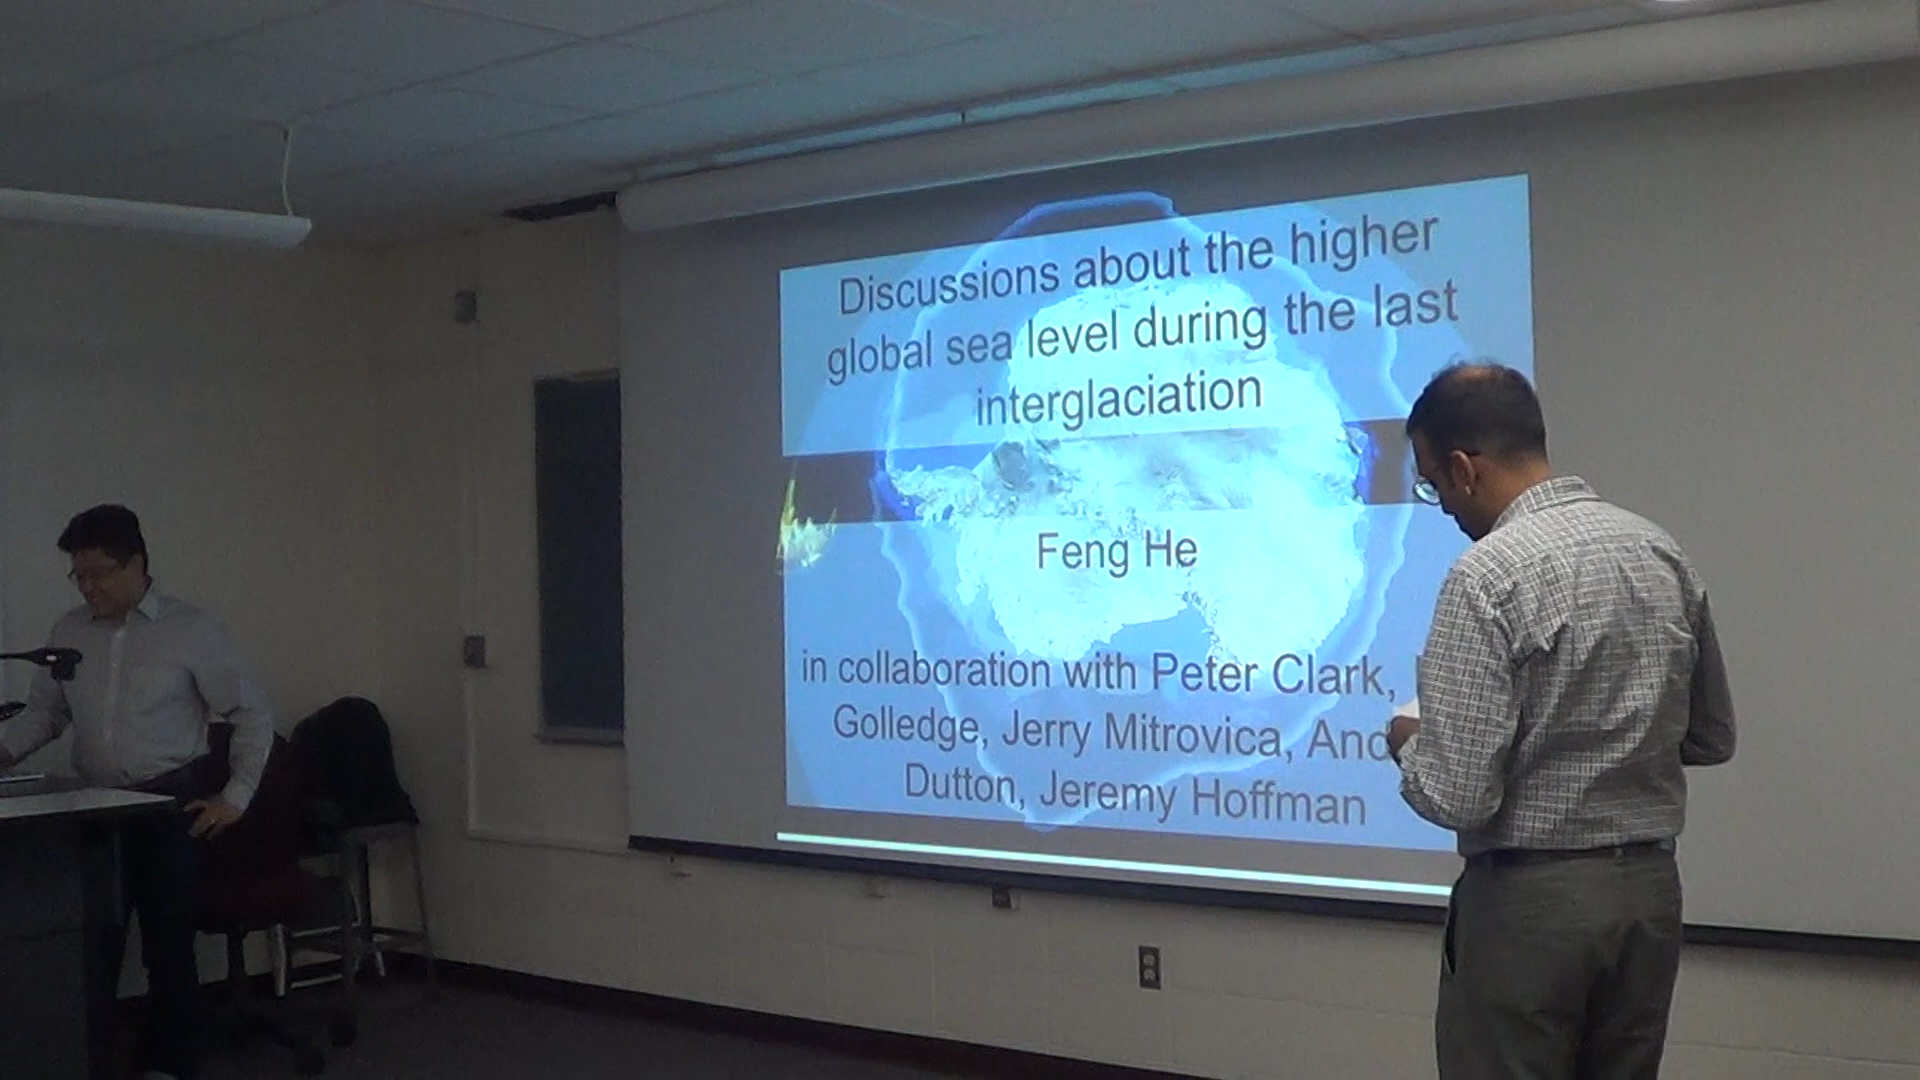 Discussions about the higher
global sea level during the last
interglaciation
Feng He
in collaboration with Peter Clark,
Golledge, Jerry Mitrovica,
Dutton, Jeremy Hoffman